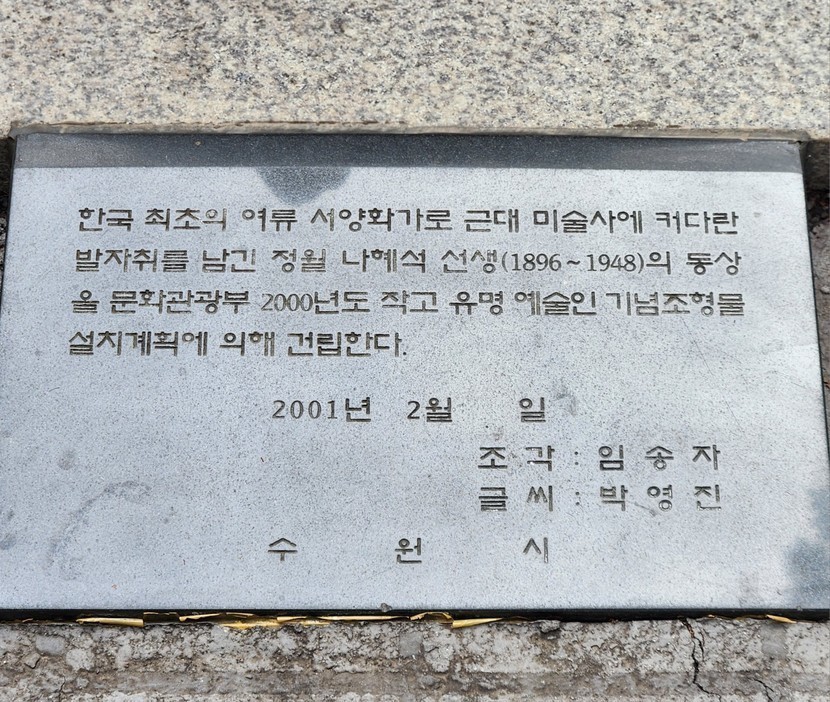 한국 최초의 여류 서양화가로 근대 미술사에 커다란
발자취를 남긴 정월 나혜석 선생(1896~1948)의 동상
을 문화관광부 2000년도 작고 유명 예술인 기념조형물
설치계획에 의해 건립한다.
2001년 2월 일
조각 : 임송자
글씨 : 박영진
수원시